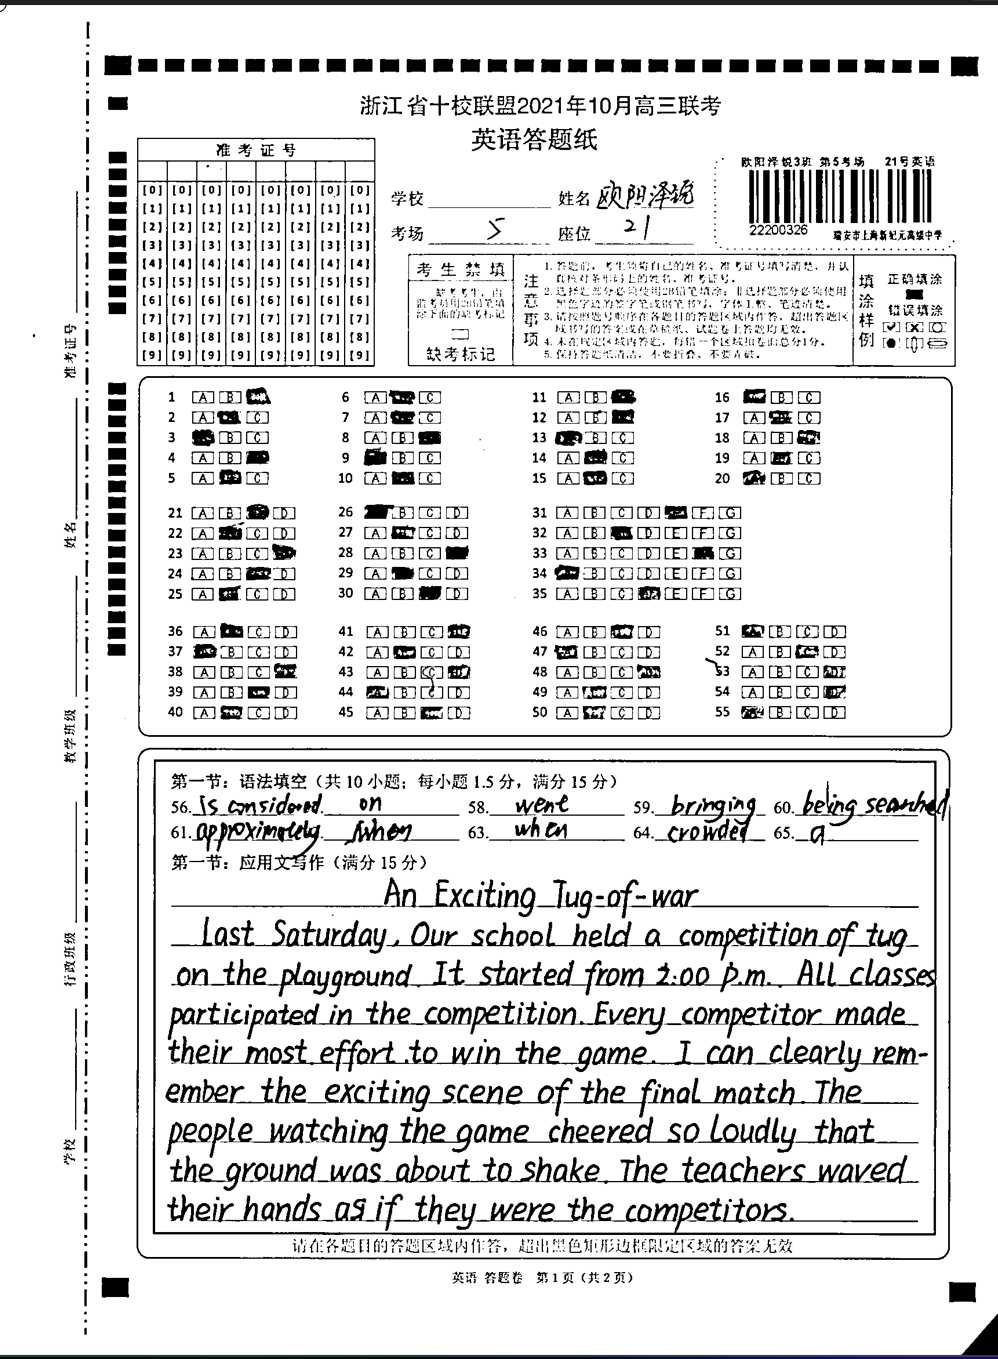 浙江省十校联盟2021年10月高三联考
英语答题纸
准考证号
[0] [0] [0] [0] [0] [0] [0] [0]
[1] [1] [1] [1] [1] [1] [1] [1]
[2] [2] [2] [2] [2] [2] [2] [2]
[3] [3] [3] [3] [3] [3] [3] [3]
[4] [4] [4] [4] [4] [4] [4] [4]
[5] [5] [5] [5] [5] [5] [5] [5]
[6] [6] [6] [6] [6] [6] [6] [6]
[7] [7] [7] [7] [7] [7] [7] [7]
[8] [8] [8] [8] [8] [8] [8] [8]
[9] [9] [9] [9] [9] [9] [9] [9]
学校 姓名 欧阳泽锐
考场 5 座位 21
欧阳泽锐3班 第5考场 21号英语
22200326 瑞安市上海新纪元高级中学
考生禁填
缺考考生，由
监考员用2B铅笔填
涂下面的缺考标记
缺考标记
注意事项
1. 答题前，考生须将自己的姓名、准考证号填写清楚，并认
真核对条形码上的姓名、准考证号。
2. 选择题部分必须使用2B铅笔填涂；非选择题部分必须使用
黑色字迹的签字笔或钢笔书写，字体工整、笔迹清楚。
3. 请按照题号顺序在各题目的答题区域内作答，超出答题区
域书写的答案或在草稿纸、试题卷上答题均无效。
4. 未在规定区域内答题，每错一个区域扣卷面总分1分。
5. 保持答题纸清洁，不要折叠、不要弄破。
填涂样例
正确填涂
错误填涂
准考证号
姓名
教学班级
行政班级
学校
1 A B 6 A C 11 A B 16 B C
2 A C 7 A C 12 A B 17 A C
3 B C 8 A B 13 B C 18 A B
4 A B 9 B C 14 A C 19 A C
5 A C 10 A C 15 A C 20 B C
21 A B D 26 B C D 31 A B C D F G
22 A C D 27 A C D 32 A B D E F G
23 A B C 28 A B C 33 A B C D E G
24 A B D 29 A C D 34 B C D E F G
25 A C D 30 A B D 35 A B C E F G
36 A C D 41 A B C 46 A B D 51 B C D
37 B C D 42 A C D 47 B C D 52 A B D
38 A B C 43 A B C 48 A B C 53 A B C
39 A B D 44 B C D 49 A C D 54 A B C
40 A C D 45 A B D 50 A C D 55 B C D
第一节：语法填空（共 10 小题；每小题 1.5 分，满分 15 分）
56. is considered on 58. went 59. bringing 60. being searched
61. approximately when 63. when 64. crowded 65. a
第一节：应用文写作（满分 15 分）
An Exciting Tug-of-war
Last Saturday, Our school held a competition of tug
on the playground. It started from 2:00 p.m. All classes
participated in the competition. Every competitor made
their most effort to win the game. I can clearly rem-
ember the exciting scene of the final match. The
people watching the game cheered so loudly that
the ground was about to shake. The teachers waved
their hands as if they were the competitors.
请在各题目的答题区域内作答，超出黑色矩形边框限定区域的答案无效
英语 答题卷 第 1 页（共 2 页）